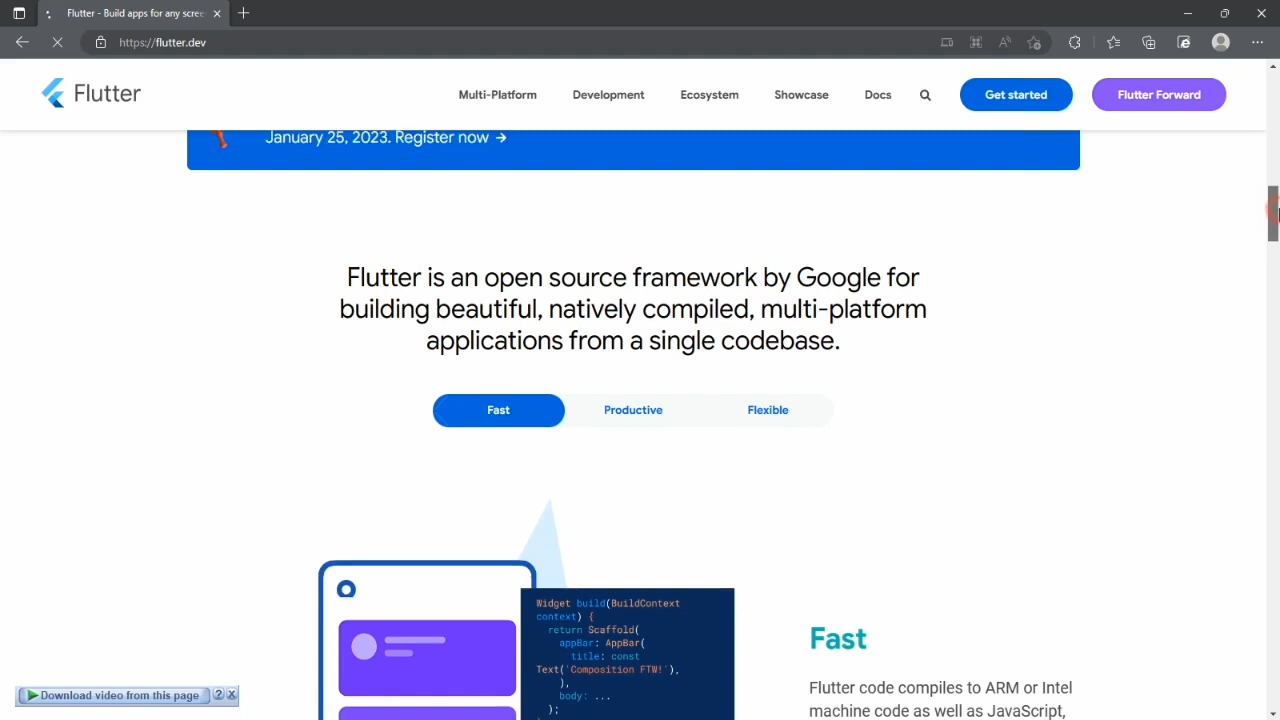 Flutter - Build apps for any scree
https://flutter.dev
Flutter
Multi-Platform
Development
Ecosystem
Showcase
Docs
Get started
Flutter Forward
January 25, 2023. Register now →
Flutter is an open source framework by Google for
building beautiful, natively compiled, multi-platform
applications from a single codebase.
Fast
Productive
Flexible
Widget build(BuildContext
context) {
return Scaffold(
appBar: AppBar(
title: const
Text('Composition FTW!'),
),
body: ...
);
Fast
Flutter code compiles to ARM or Intel
machine code as well as JavaScript,
Download video from this page ? X